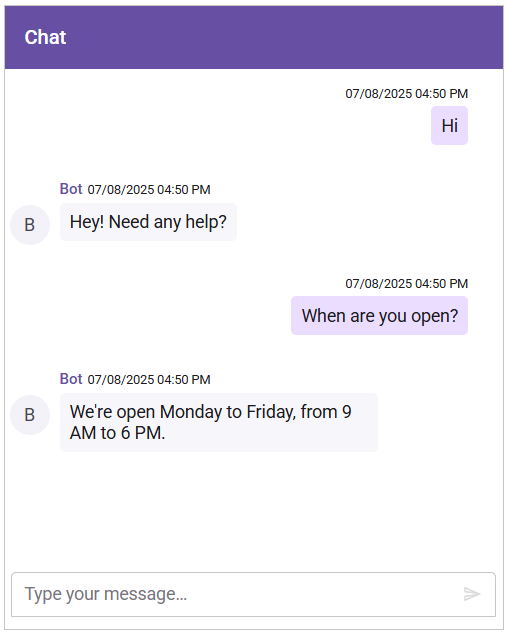 Chat
07/08/2025 04:50 PM
Hi
Bot 07/08/2025 04:50 PM
B
Hey! Need any help?
07/08/2025 04:50 PM
When are you open?
Bot 07/08/2025 04:50 PM
B
We're open Monday to Friday, from 9
AM to 6 PM.
Type your message…